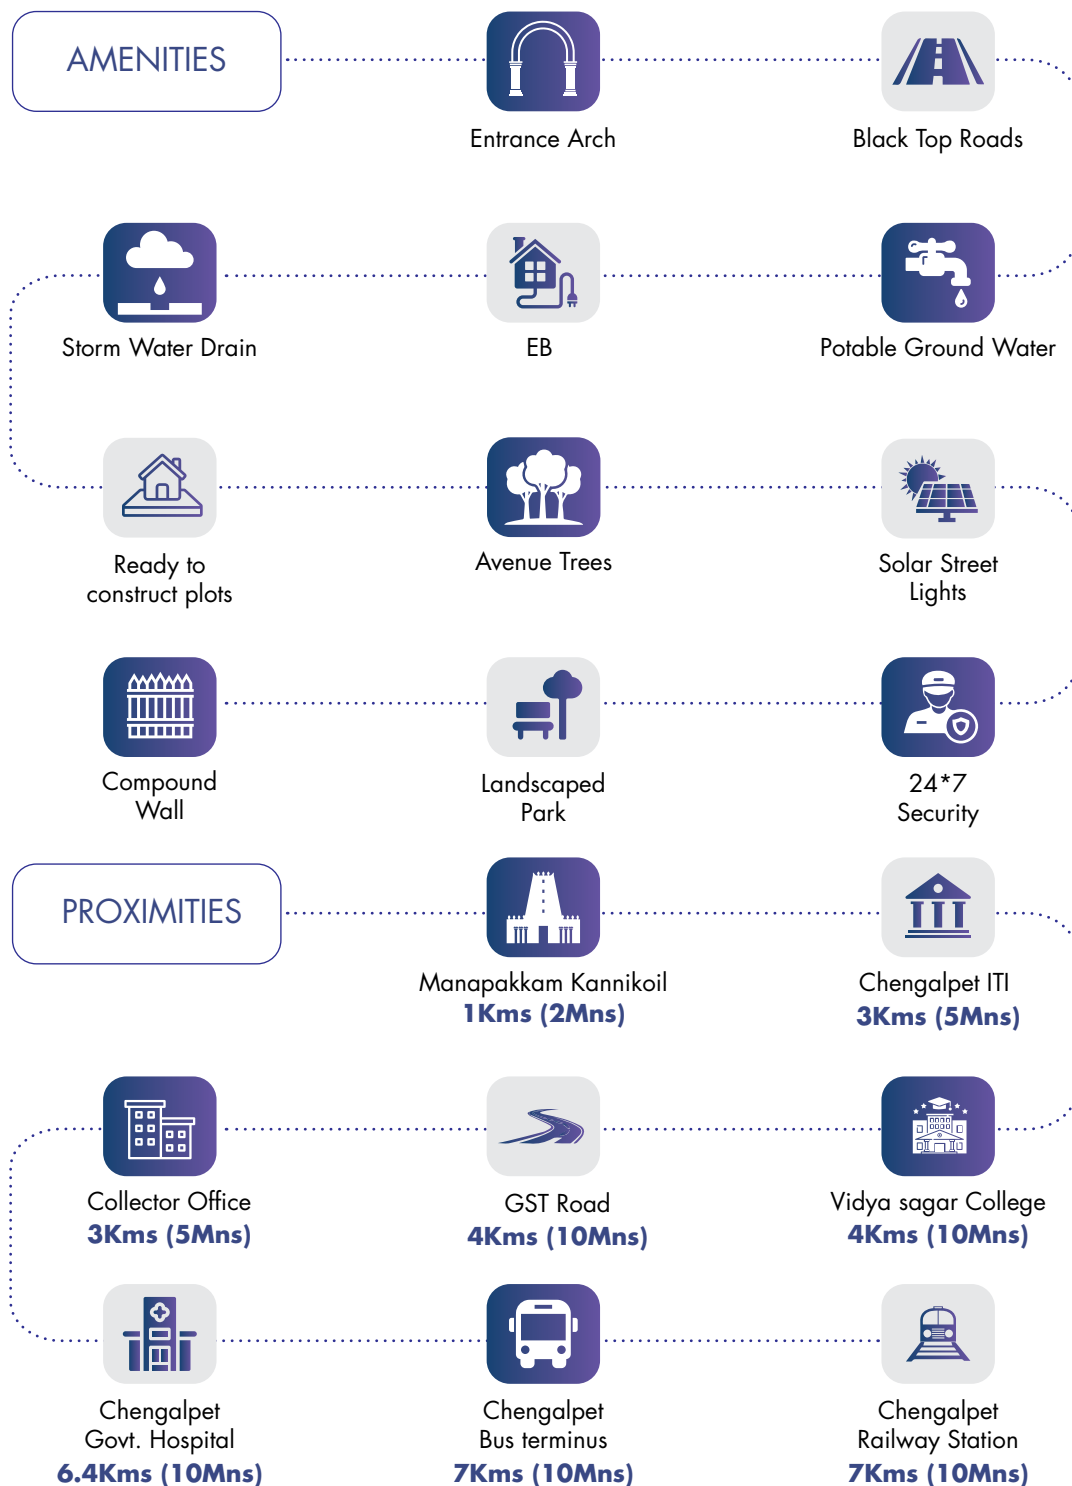 AMENITIES
Entrance Arch
Black Top Roads
Storm Water Drain
EB
Potable Ground Water
Ready to
construct plots
Avenue Trees
Solar Street
Lights
Compound
Wall
Landscaped
Park
24*7
Security
PROXIMITIES
Manapakkam Kannikoil
1Kms (2Mns)
Chengalpet ITI
3Kms (5Mns)
Collector Office
3Kms (5Mns)
GST Road
4Kms (10Mns)
Vidya sagar College
4Kms (10Mns)
Chengalpet
Govt. Hospital
6.4Kms (10Mns)
Chengalpet
Bus terminus
7Kms (10Mns)
Chengalpet
Railway Station
7Kms (10Mns)